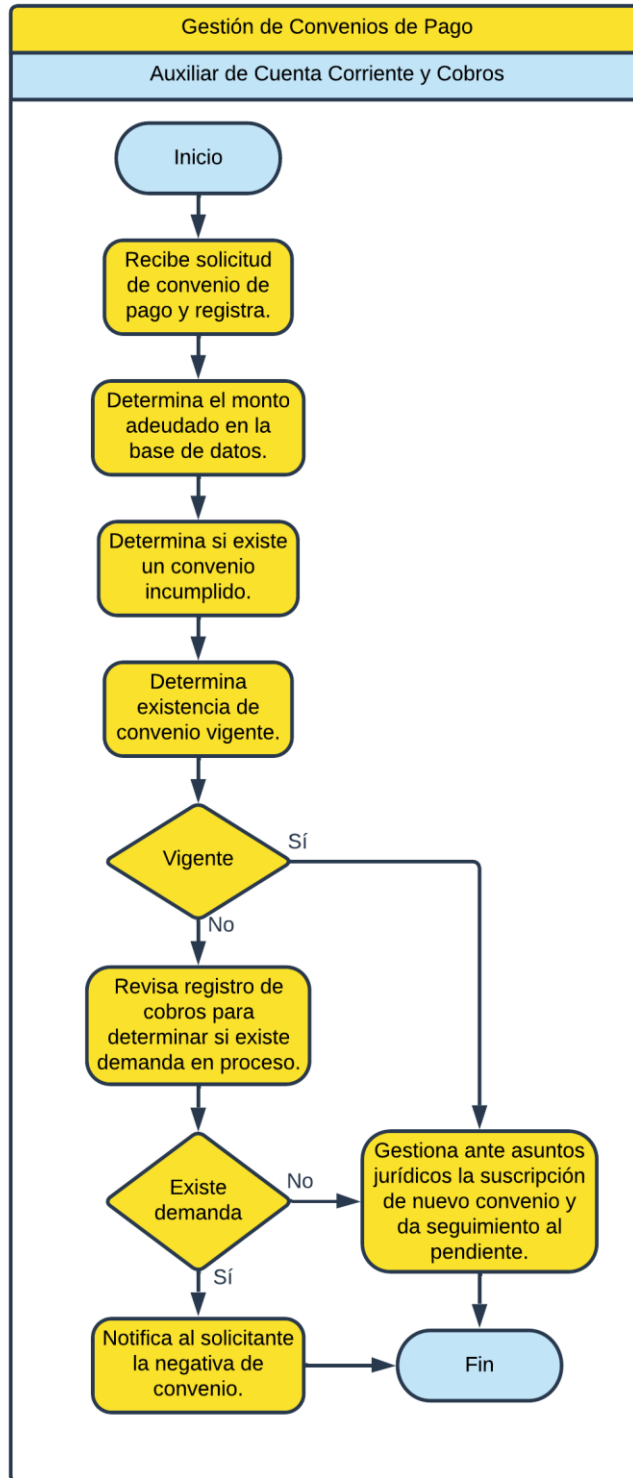 Gestión de Convenios de Pago
Auxiliar de Cuenta Corriente y Cobros
Inicio
Recibe solicitud
de convenio de
pago y registra.
Determina el monto
adeudado en la
base de datos.
Determina si existe
un convenio
incumplido.
Determina
existencia de
convenio vigente.
Vigente
Sí
No
Revisa registro de
cobros para
determinar si existe
demanda en proceso.
Existe
demanda
No
Sí
Gestiona ante asuntos
jurídicos la suscripción
de nuevo convenio y
da seguimiento al
pendiente.
Notifica al solicitante
la negativa de
convenio.
Fin